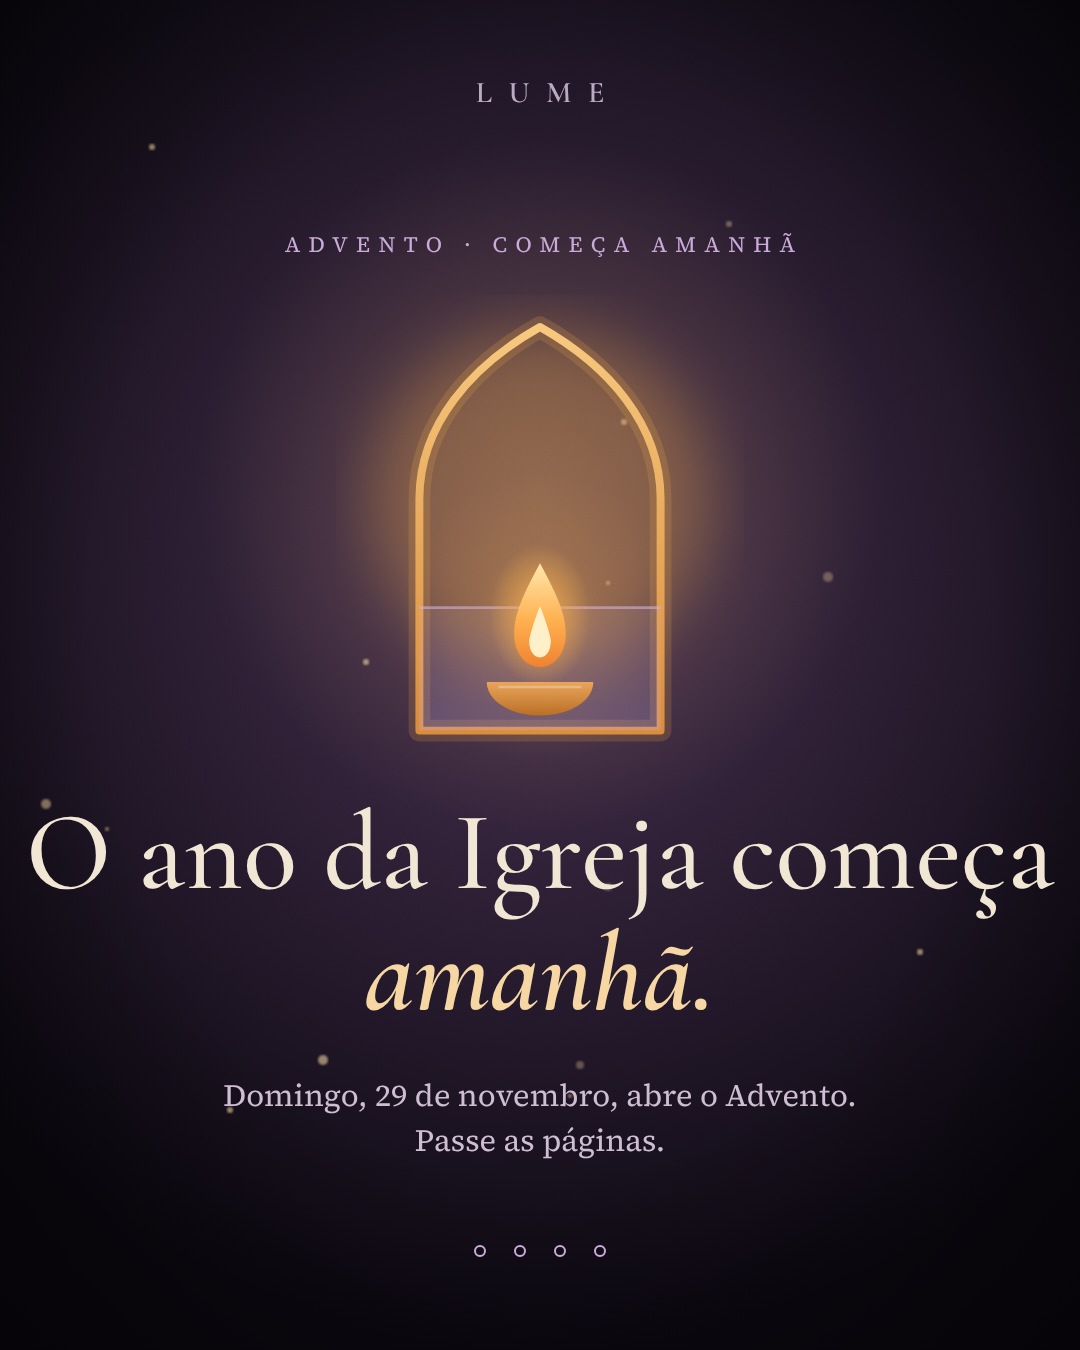 LUME
ADVENTO · COMEÇA AMANHÃ
O ano da Igreja começa
amanhã.
Domingo, 29 de novembro, abre o Advento.
Passe as páginas.